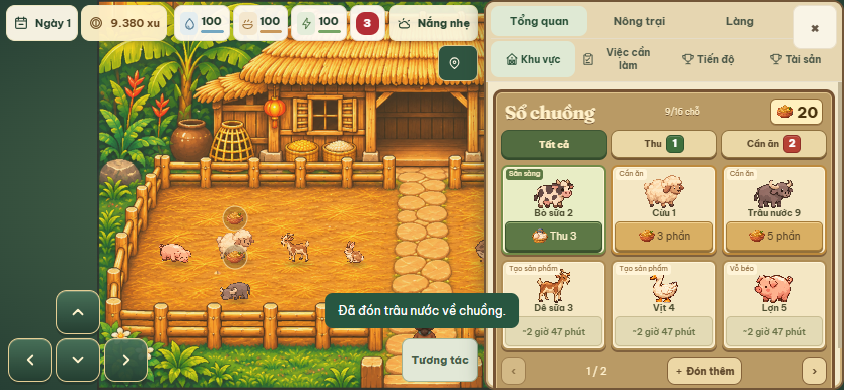 Ngày 1
9.380 xu
100
100
100
3
Nắng nhẹ
Tổng quan
Nông trại
Làng
×
Khu vực
Việc cần làm
Tiến độ
Tài sản
Sổ chuồng
9/16 chỗ
20
Tất cả
Thu 1
Cần ăn 2
Sẵn sàng
Bò sữa 2
Thu 3
Cần ăn
Cừu 1
3 phần
Cần ăn
Trâu nước 9
5 phần
Tạo sản phẩm
Dê sữa 3
~2 giờ 47 phút
Tạo sản phẩm
Vịt 4
~2 giờ 47 phút
Vỗ béo
Lợn 5
~2 giờ 47 phút
Đã đón trâu nước về chuồng.
Tương tác
‹
1 / 2
+ Đón thêm
›